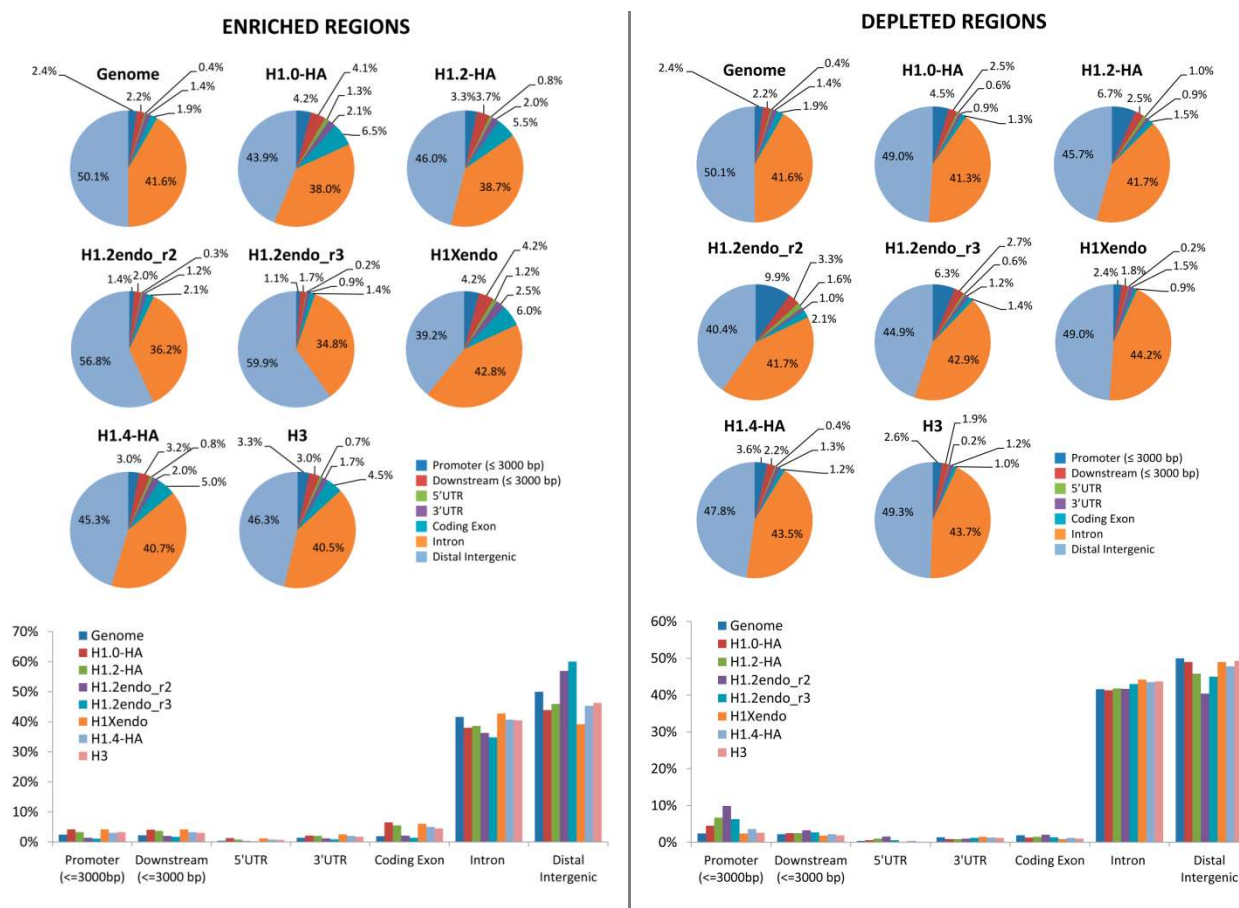 ENRICHED REGIONS
Genome
2.4%
2.2%
0.4%
1.4%
1.9%
50.1%
41.6%
H1.0-HA
4.2%
4.1%
1.3%
2.1%
6.5%
43.9%
38.0%
H1.2-HA
3.3%
3.7%
0.8%
2.0%
5.5%
46.0%
38.7%
H1.2endo_r2
1.4%
2.0%
0.3%
1.2%
2.1%
56.8%
36.2%
H1.2endo_r3
1.1%
1.7%
0.2%
0.9%
1.4%
59.9%
34.8%
H1Xendo
4.2%
4.2%
1.2%
2.5%
6.0%
39.2%
42.8%
H1.4-HA
3.0%
3.2%
0.8%
2.0%
5.0%
45.3%
40.7%
H3
3.3%
3.0%
0.7%
1.7%
4.5%
46.3%
40.5%
Promoter (≤ 3000 bp)
Downstream (≤ 3000 bp)
5'UTR
3'UTR
Coding Exon
Intron
Distal Intergenic
70%
60%
50%
40%
30%
20%
10%
0%
Genome
H1.0-HA
H1.2-HA
H1.2endo_r2
H1.2endo_r3
H1Xendo
H1.4-HA
H3
Promoter
(<=3000bp)
Downstream
(<=3000 bp)
5'UTR
3'UTR
Coding Exon
Intron
Distal
Intergenic
DEPLETED REGIONS
Genome
2.4%
2.2%
0.4%
1.4%
1.9%
50.1%
41.6%
H1.0-HA
4.5%
2.5%
0.6%
0.9%
1.3%
49.0%
41.3%
H1.2-HA
6.7%
2.5%
1.0%
0.9%
1.5%
45.7%
41.7%
H1.2endo_r2
9.9%
3.3%
1.6%
1.0%
2.1%
40.4%
41.7%
H1.2endo_r3
6.3%
2.7%
0.6%
1.2%
1.4%
44.9%
42.9%
H1Xendo
2.4%
1.8%
0.2%
1.5%
0.9%
49.0%
44.2%
H1.4-HA
3.6%
2.2%
0.4%
1.3%
1.2%
47.8%
43.5%
H3
2.6%
1.9%
0.2%
1.2%
1.0%
49.3%
43.7%
Promoter (≤ 3000 bp)
Downstream (≤ 3000 bp)
5'UTR
3'UTR
Coding Exon
Intron
Distal Intergenic
60%
50%
40%
30%
20%
10%
0%
Genome
H1.0-HA
H1.2-HA
H1.2endo_r2
H1.2endo_r3
H1Xendo
H1.4-HA
H3
Promoter
(<=3000bp)
Downstream
(<=3000 bp)
5'UTR
3'UTR
Coding Exon
Intron
Distal
Intergenic